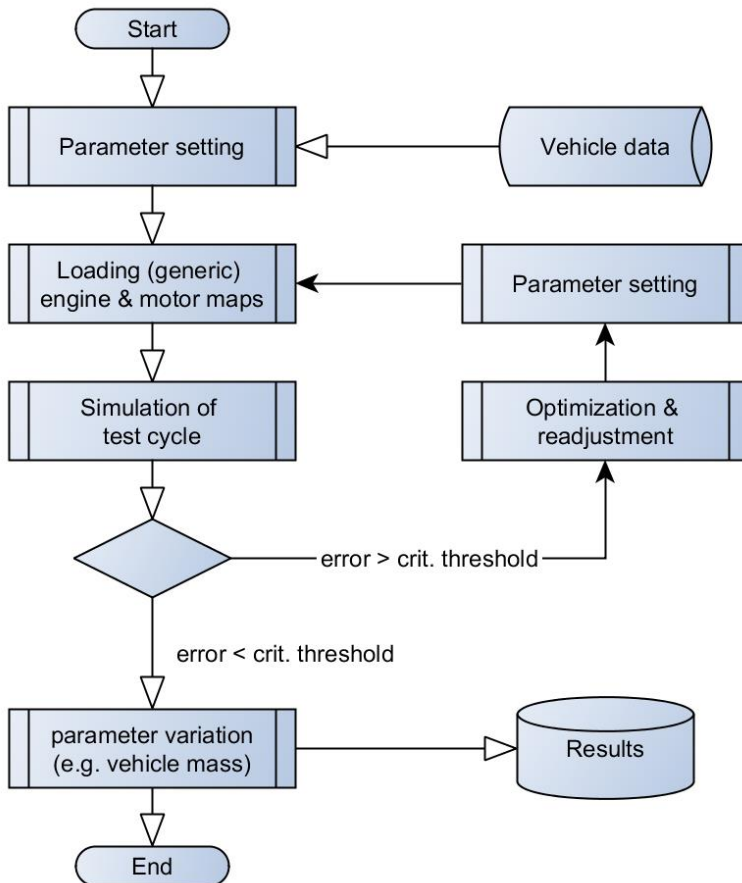 Start
Parameter setting
Vehicle data
Loading (generic)
engine & motor maps
Parameter setting
Simulation of
test cycle
Optimization &
readjustment
error > crit. threshold
error < crit. threshold
parameter variation
(e.g. vehicle mass)
Results
End